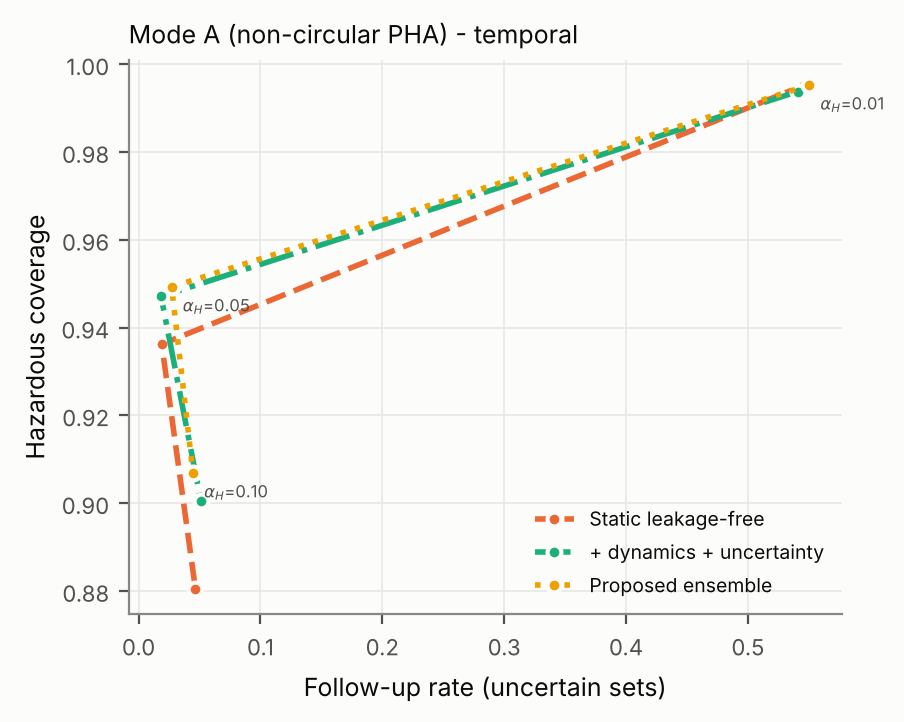 Mode A (non-circular PHA) - temporal
Hazardous coverage
1.00
0.98
0.96
0.94
0.92
0.90
0.88
α_H=0.01
α_H=0.05
α_H=0.10
Static leakage-free
+ dynamics + uncertainty
Proposed ensemble
0.0 0.1 0.2 0.3 0.4 0.5
Follow-up rate (uncertain sets)